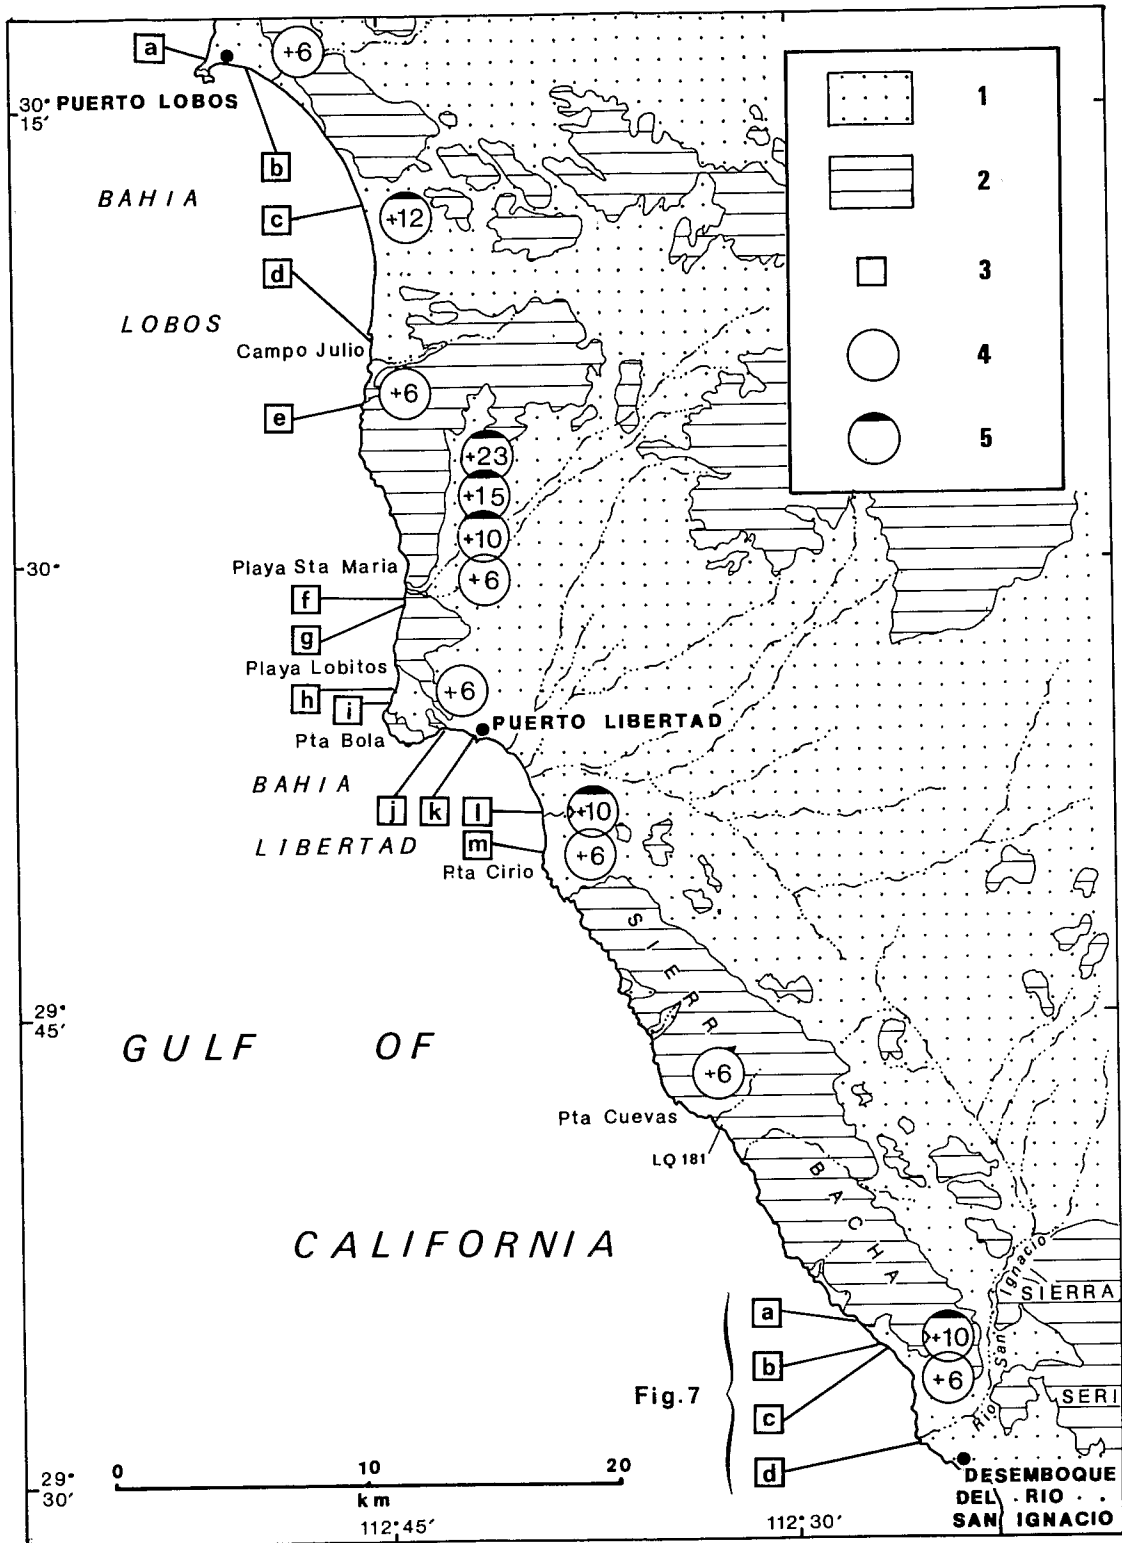 a
+6
PUERTO LOBOS
30°
15′
b
BAHIA
c
+12
d
LOBOS
Campo Julio
+6
e
+23
+15
+10
+6
Playa Sta Maria
30°
f
g
Playa Lobitos
h
i
+6
PUERTO LIBERTAD
Pta Bola
BAHIA
j
k
l
+10
LIBERTAD
m
+6
Pta Cirio
SIERRA
29°
45′
GULF OF
+6
Pta Cuevas
LQ 181
BACHA
CALIFORNIA
Rio San Ignacio
SIERRA
a
+10
b
+6
Fig.7
SERI
c
d
0 10 20
km
29°
30′
DESEMBOQUE
DEL RIO
SAN IGNACIO
112°45′
112°30′
1
2
3
4
5